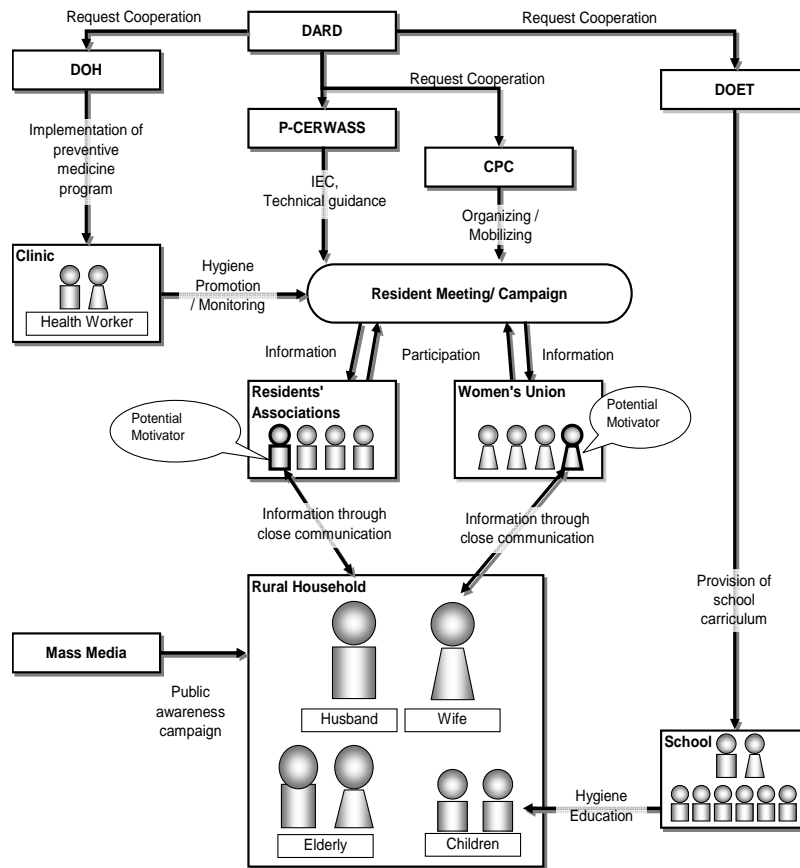 Request Cooperation
DARD
Request Cooperation
DOH
Request Cooperation
DOET
P-CERWASS
Implementation of
preventive
medicine
program
CPC
IEC,
Technical guidance
Organizing /
Mobilizing
Clinic
Health Worker
Hygiene
Promotion
/ Monitoring
Resident Meeting/ Campaign
Information
Participation
Information
Residents'
Associations
Women's Union
Potential
Motivator
Potential
Motivator
Information through
close communication
Information through
close communication
Provision of
school
carriculum
Rural Household
Mass Media
Public
awareness
campaign
Husband
Wife
School
Elderly
Children
Hygiene
Education